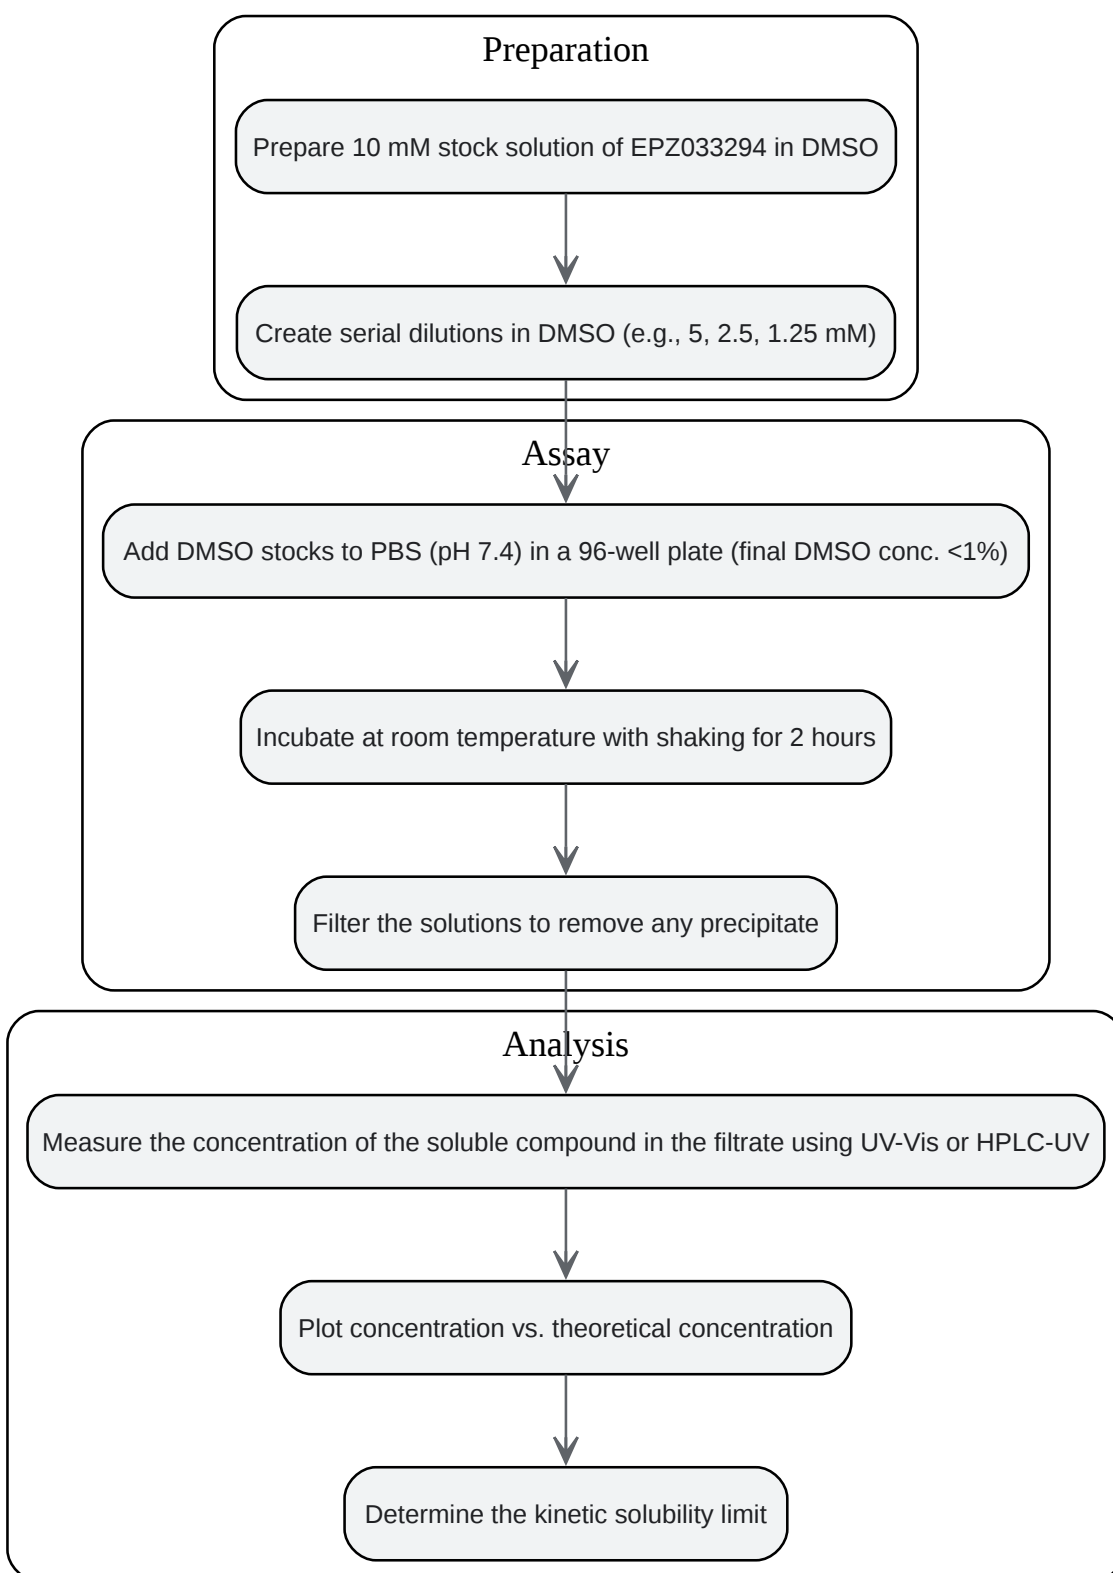 Preparation
Prepare 10 mM stock solution of EPZ033294 in DMSO
Create serial dilutions in DMSO (e.g., 5, 2.5, 1.25 mM)
Assay
Add DMSO stocks to PBS (pH 7.4) in a 96-well plate (final DMSO conc. <1%)
Incubate at room temperature with shaking for 2 hours
Filter the solutions to remove any precipitate
Analysis
Measure the concentration of the soluble compound in the filtrate using UV-Vis or HPLC-UV
Plot concentration vs. theoretical concentration
Determine the kinetic solubility limit